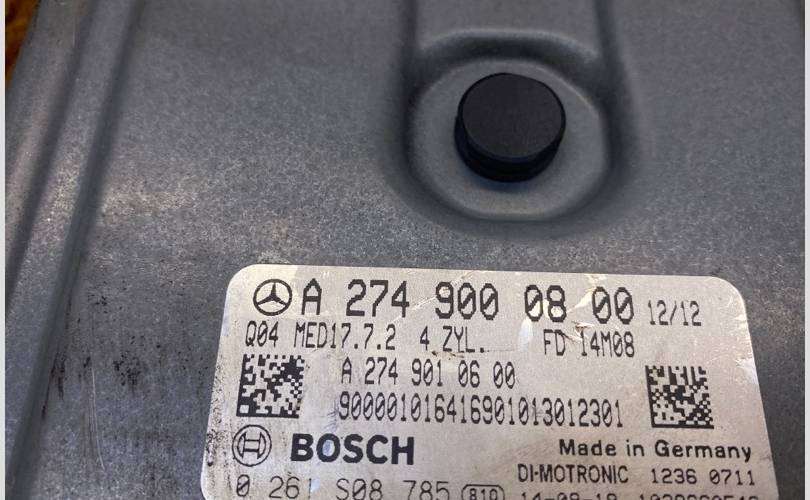 A 274 900 08 00 12/12
Q04 MED17.7.2 4 ZYL. FD 14M08
A 274 901 06 00
900001016416901013012301
BOSCH Made in Germany
DI-MOTRONIC 1236 0711
0 261 S08 785